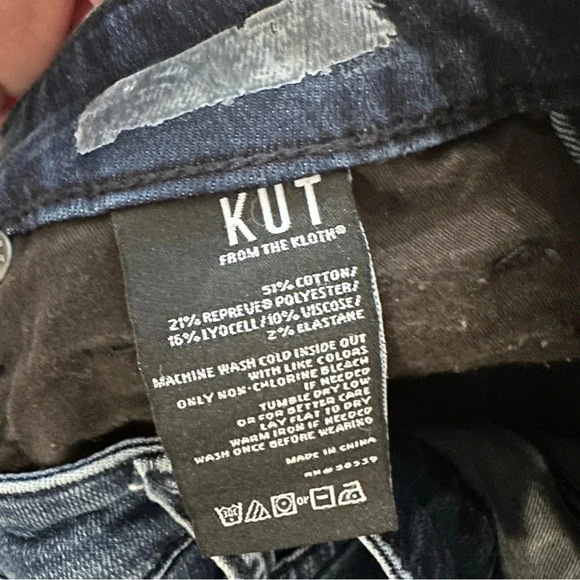 KUT
FROM THE KLOTH®
51% COTTON/
21% REPREVE® POLYESTER/
16% LYOCELL/10% VISCOSE/
2% ELASTANE
MACHINE WASH COLD INSIDE OUT
WITH LIKE COLORS
ONLY NON-CHLORINE BLEACH
IF NEEDED
TUMBLE DRY LOW
OR FOR BETTER CARE
LAY FLAT TO DRY
WARM IRON IF NEEDED
WASH ONCE BEFORE WEARING
MADE IN CHINA
30C or